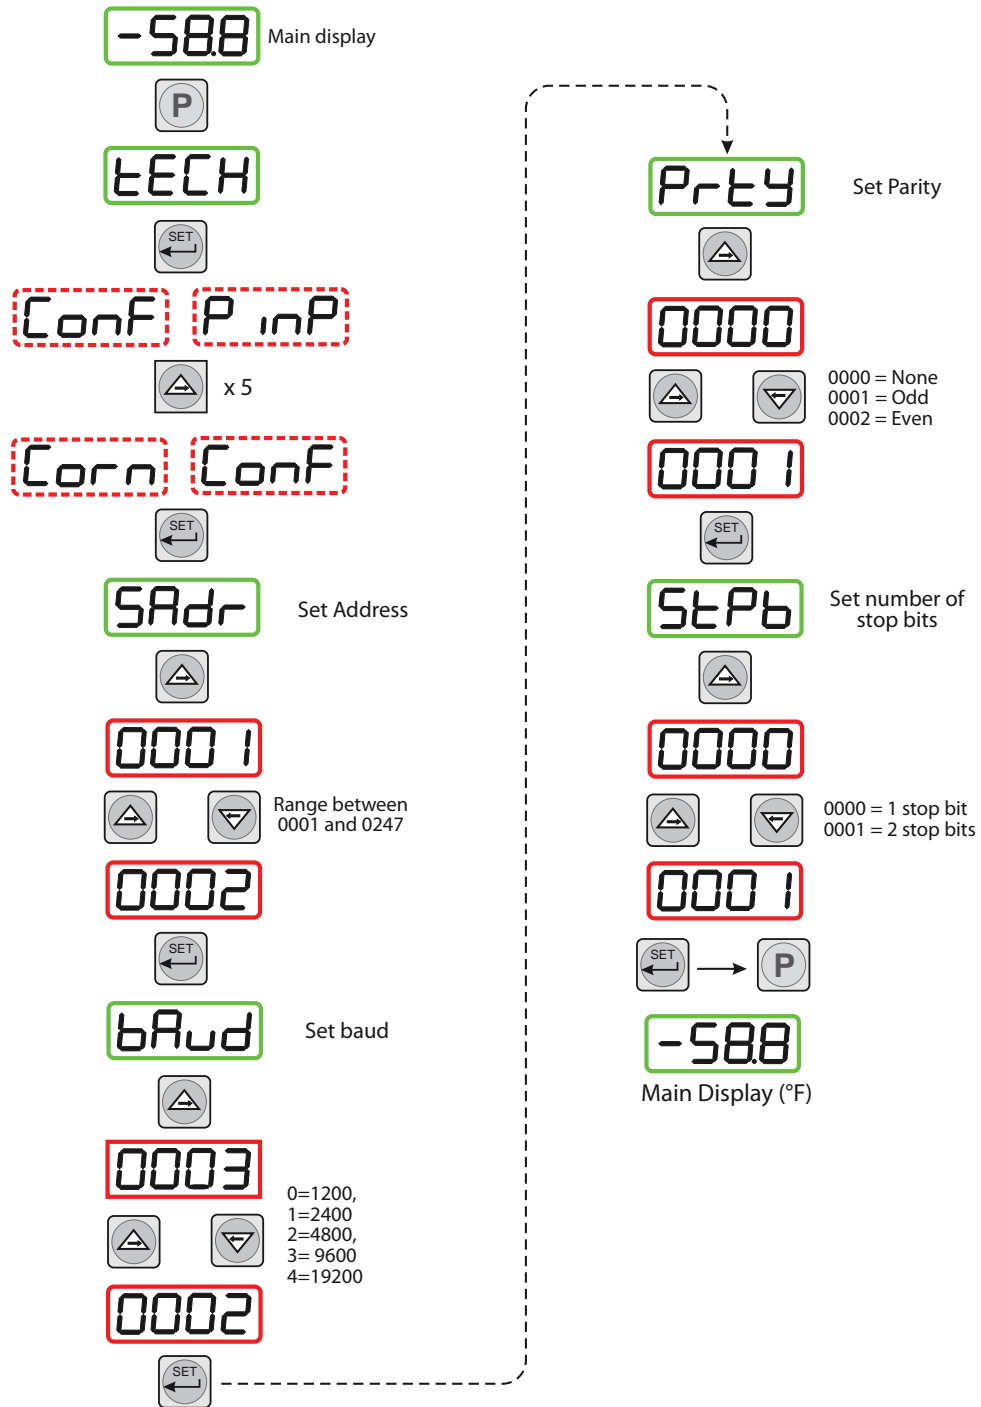 -58.8 Main display
P
tECH
SET
ConF P inP
x 5
Corn ConF
SET
SAdr Set Address
0001
Range between
0001 and 0247
0002
SET
bAud Set baud
0003
0=1200,
1=2400
2=4800,
3= 9600
4=19200
0002
SET
PrtY Set Parity
0000
0000 = None
0001 = Odd
0002 = Even
0001
SET
StPb Set number of
stop bits
0000
0000 = 1 stop bit
0001 = 2 stop bits
0001
SET P
-58.8
Main Display (°F)